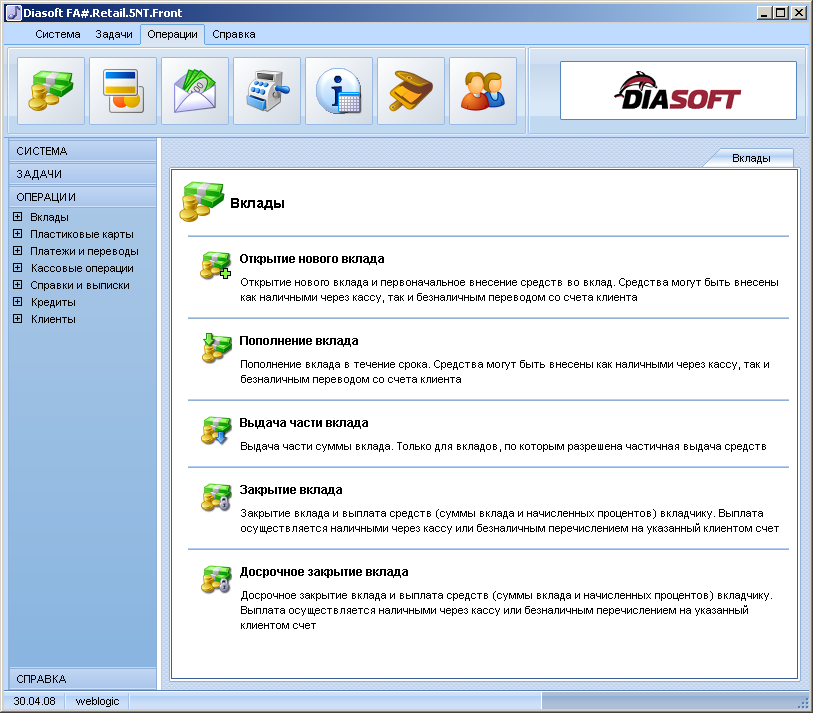 Diasoft FA#.Retail.5NT.Front
Система Задачи Операции Справка
DIASOFT
СИСТЕМА
ЗАДАЧИ
ОПЕРАЦИИ
Вклады
Пластиковые карты
Платежи и переводы
Кассовые операции
Справки и выписки
Кредиты
Клиенты
СПРАВКА
Вклады
Вклады
Открытие нового вклада
Открытие нового вклада и первоначальное внесение средств во вклад. Средства могут быть внесены
как наличными через кассу, так и безналичным переводом со счета клиента
Пополнение вклада
Пополнение вклада в течение срока. Средства могут быть внесены как наличными через кассу, так и
безналичным переводом со счета клиента
Выдача части вклада
Выдача части суммы вклада. Только для вкладов, по которым разрешена частичная выдача средств
Закрытие вклада
Закрытие вклада и выплата средств (суммы вклада и начисленных процентов) вкладчику. Выплата
осуществляется наличными через кассу или безналичным перечислением на указанный клиентом счет
Досрочное закрытие вклада
Досрочное закрытие вклада и выплата средств (суммы вклада и начисленных процентов) вкладчику.
Выплата осуществляется наличными через кассу или безналичным перечислением на указанный
клиентом счет
30.04.08 weblogic